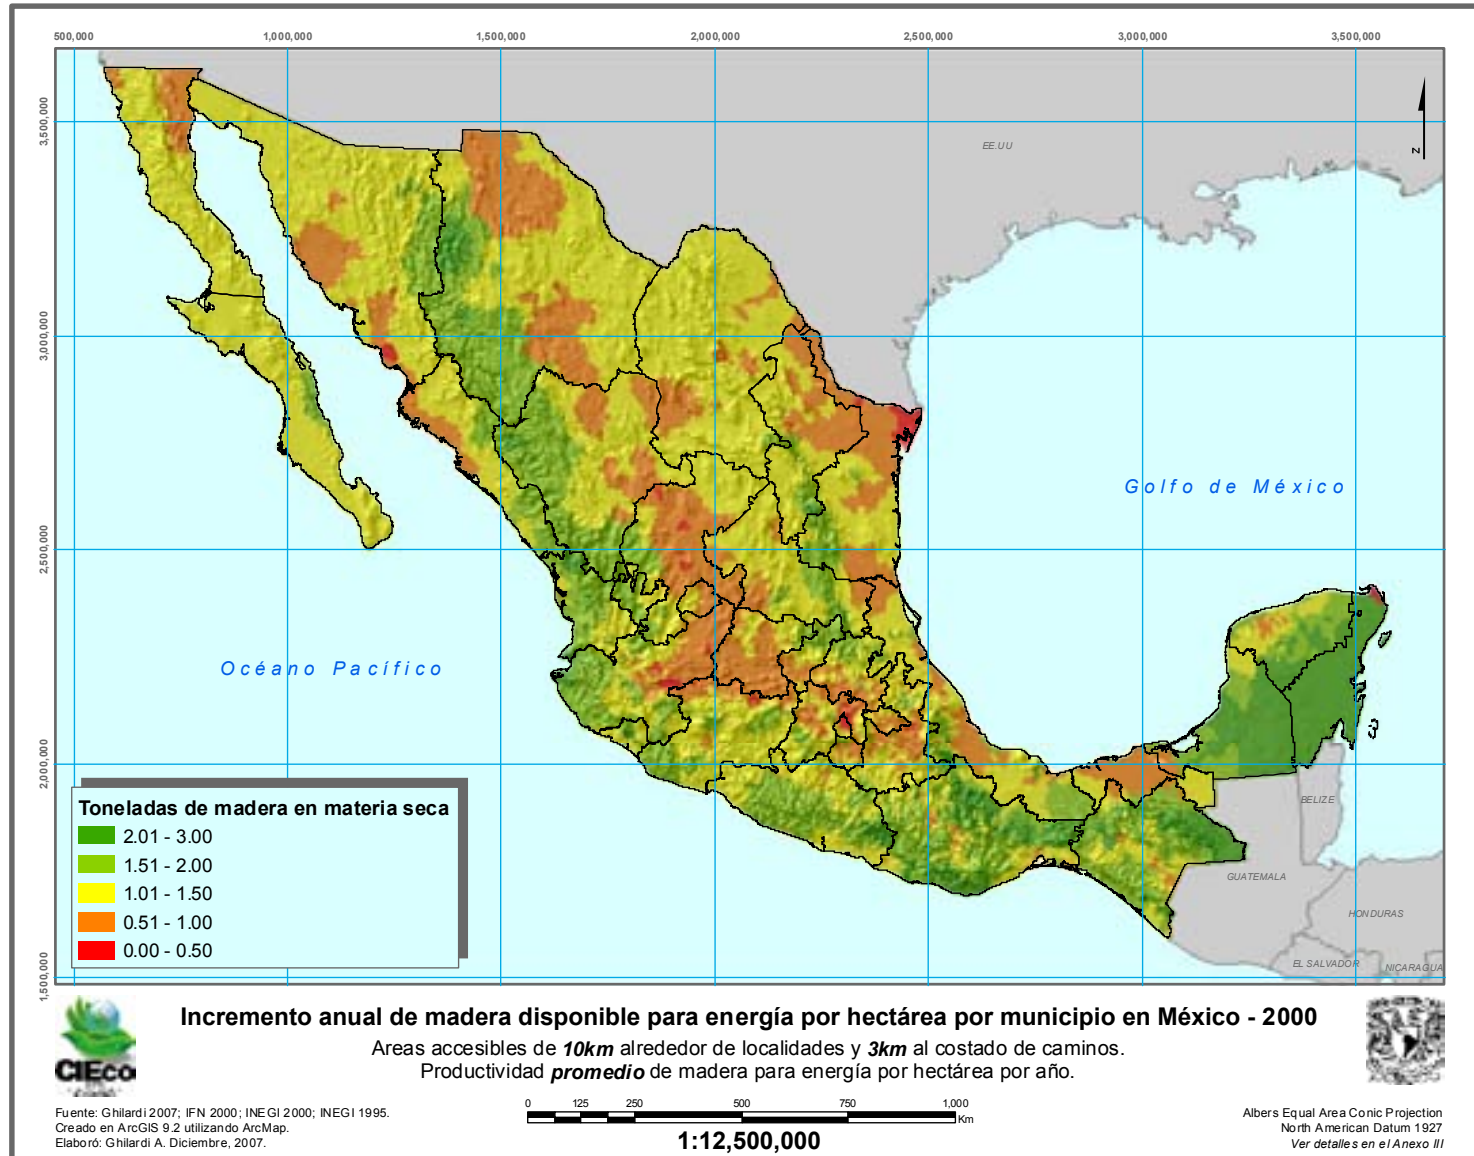 500,000 1,000,000 1,500,000 2,000,000 2,500,000 3,000,000 3,500,000
3,500,000
3,000,000
2,500,000
2,000,000
1,500,000
EE.UU
N
Golfo de México
Océano Pacífico
BELIZE
GUATEMALA
HONDURAS
EL SALVADOR
NICARAGUA
Toneladas de madera en materia seca
2.01 - 3.00
1.51 - 2.00
1.01 - 1.50
0.51 - 1.00
0.00 - 0.50
CIEco
Incremento anual de madera disponible para energía por hectárea por municipio en México - 2000
Areas accesibles de 10km alrededor de localidades y 3km al costado de caminos.
Productividad promedio de madera para energía por hectárea por año.
Fuente: Ghilardi 2007; IFN 2000; INEGI 2000; INEGI 1995.
Creado en ArcGIS 9.2 utilizando ArcMap.
Elaboró: Ghilardi A. Diciembre, 2007.
0 125 250 500 750 1,000
Km
1:12,500,000
Albers Equal Area Conic Projection
North American Datum 1927
Ver detalles en el Anexo III